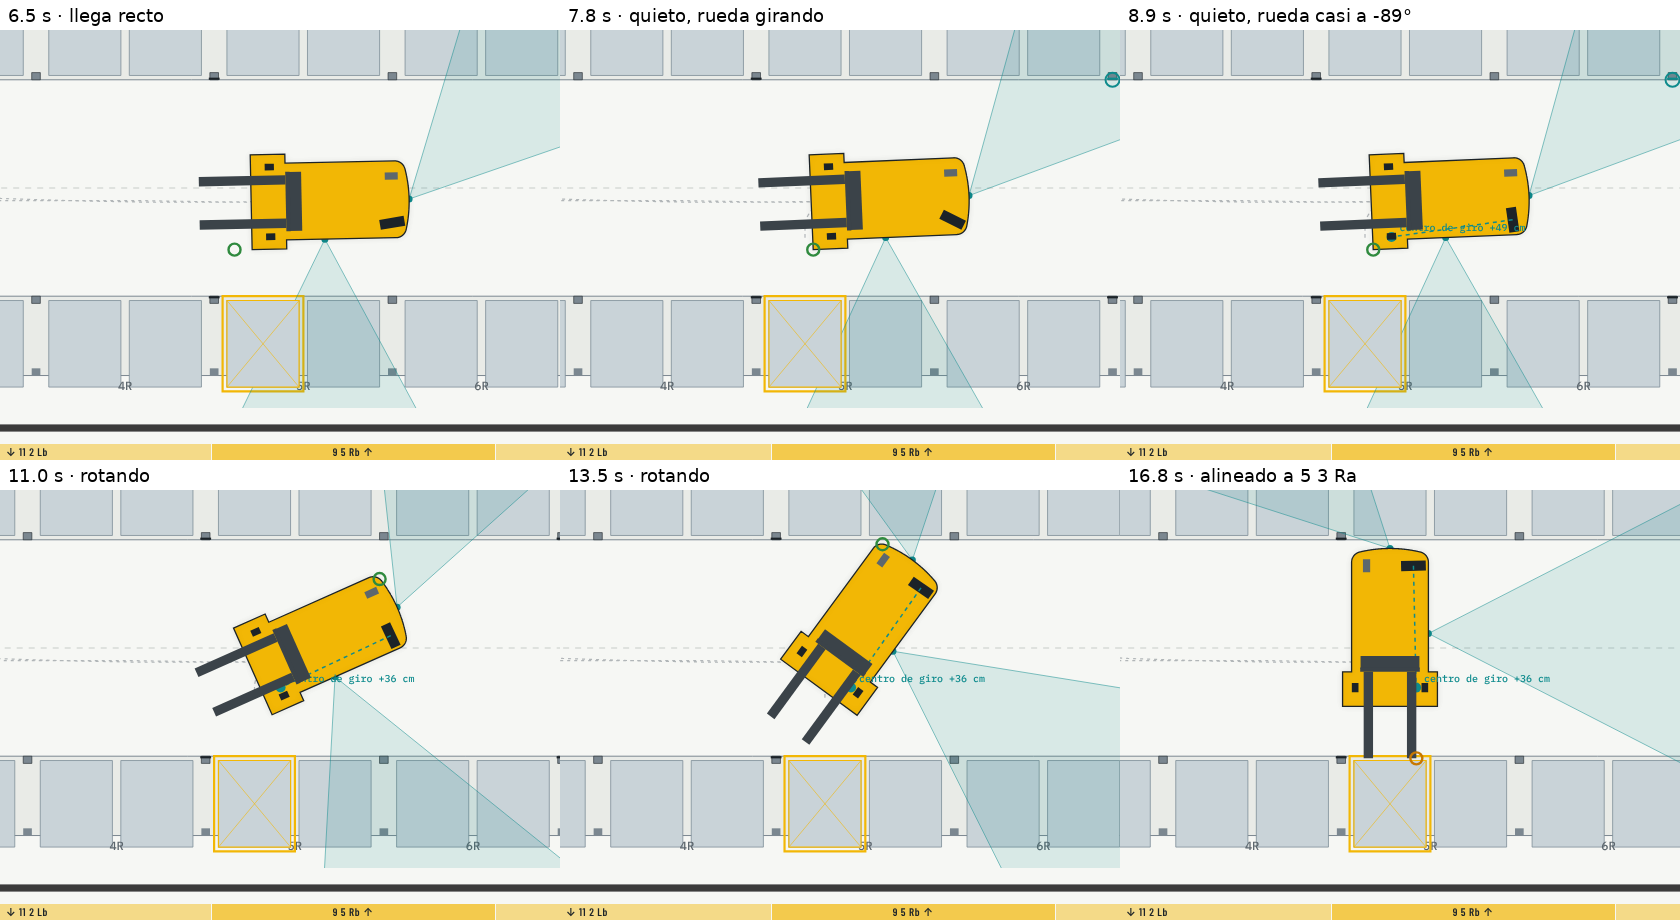 6.5 s · llega recto
7.8 s · quieto, rueda girando
8.9 s · quieto, rueda casi a -89°
centro de giro +49 cm
4R 5R 6R
4R 5R 6R
4R 5R 6R
↓ 11 2 Lb 9 5 Rb ↑
↓ 11 2 Lb 9 5 Rb ↑
↓ 11 2 Lb 9 5 Rb ↑
11.0 s · rotando
13.5 s · rotando
16.8 s · alineado a 5 3 Ra
centro de giro +36 cm
centro de giro +36 cm
centro de giro +36 cm
4R 5R 6R
4R 5R 6R
5R 6R
↓ 11 2 Lb 9 5 Rb ↑
↓ 11 2 Lb 9 5 Rb ↑
↓ 11 2 Lb 9 5 Rb ↑